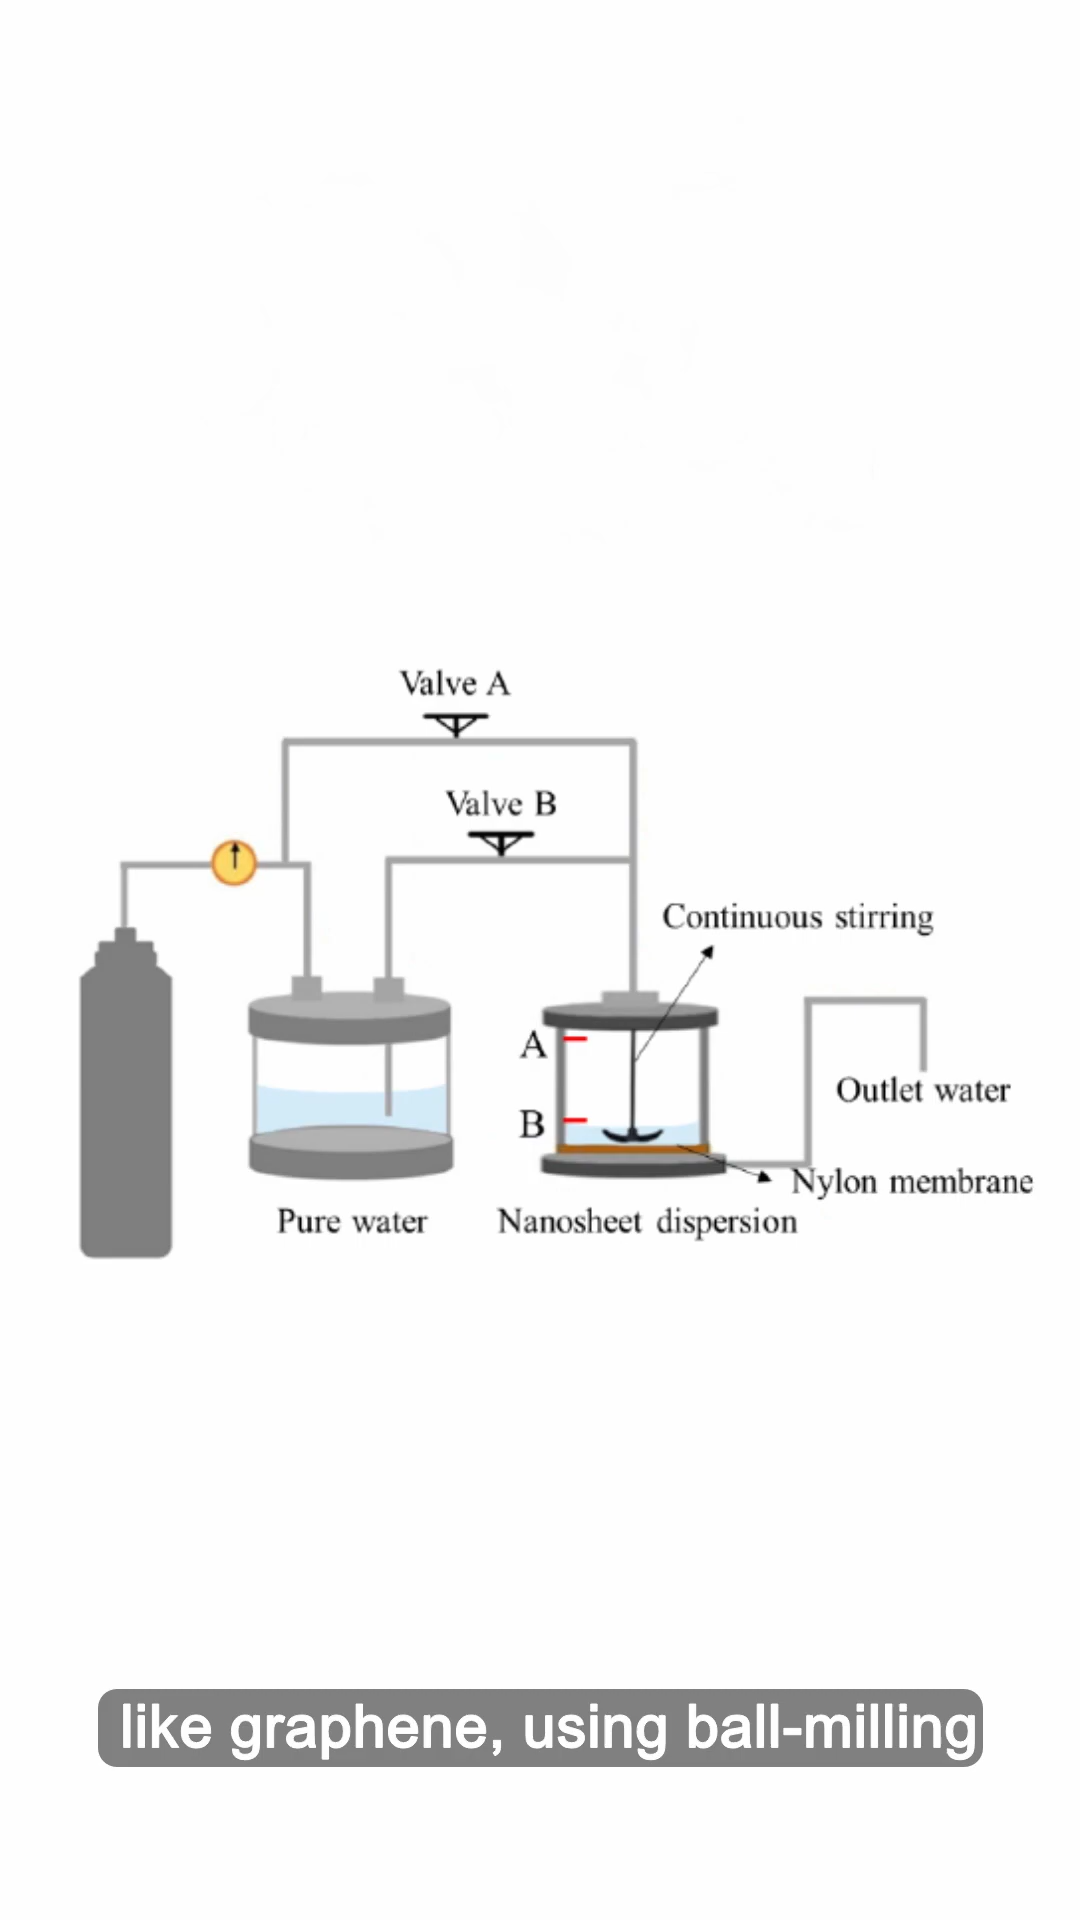 Valve A
Valve B
Continuous stirring
A
Outlet water
B
Nylon membrane
Pure water
Nanosheet dispersion
like graphene, using ball-milling